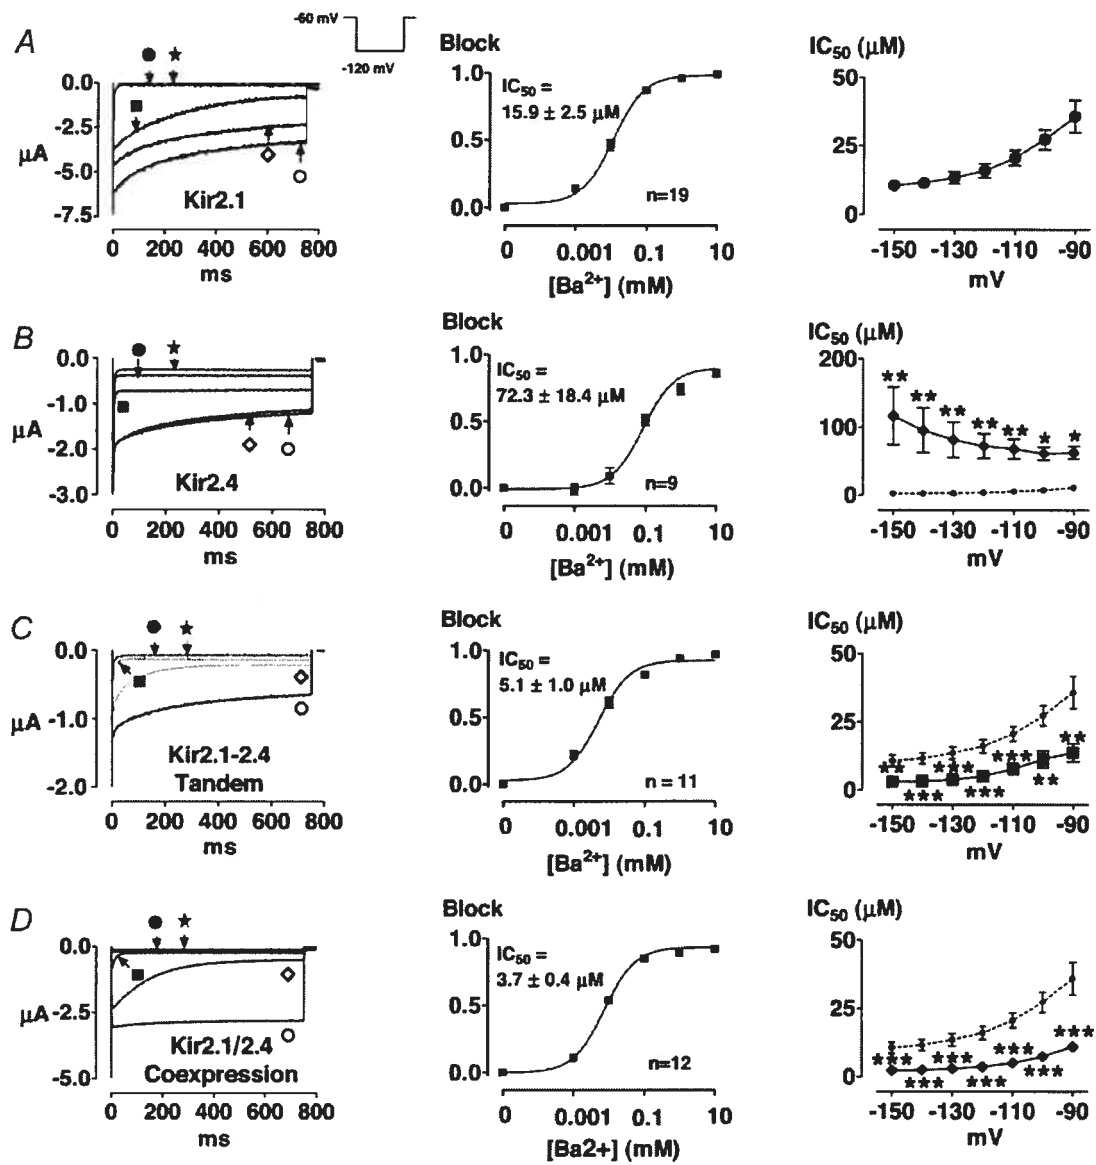 A
-60 mV
-120 mV
0.0
-2.5
-5.0
-7.5
μA
Kir2.1
0 200 400 600 800
ms
Block
1.0
0.5
0.0
IC50 =
15.9 ± 2.5 μM
n=19
0 0.001 0.1 10
[Ba2+] (mM)
IC50 (μM)
50
25
0
-150 -130 -110 -90
mV
B
0.0
-1.0
-2.0
-3.0
μA
Kir2.4
0 200 400 600 800
ms
Block
1.0
0.5
0.0
IC50 =
72.3 ± 18.4 μM
n=9
0 0.001 0.1 10
[Ba2+] (mM)
IC50 (μM)
200
100
0
** ** ** ** ** * *
-150 -130 -110 -90
mV
C
0.0
-1.0
-2.0
μA
Kir2.1-2.4
Tandem
0 200 400 600 800
ms
Block
1.0
0.5
0.0
IC50 =
5.1 ± 1.0 μM
n = 11
0 0.001 0.1 10
[Ba2+] (mM)
IC50 (μM)
50
25
0
** *** *** **
*** *** **
-150 -130 -110 -90
mV
D
0.0
-2.5
-5.0
μA
Kir2.1/2.4
Coexpression
0 200 400 600 800
ms
Block
1.0
0.5
0.0
IC50 =
3.7 ± 0.4 μM
n=12
0 0.001 0.1 10
[Ba2+] (mM)
IC50 (μM)
50
25
0
*** *** *** ***
*** *** ***
-150 -130 -110 -90
mV